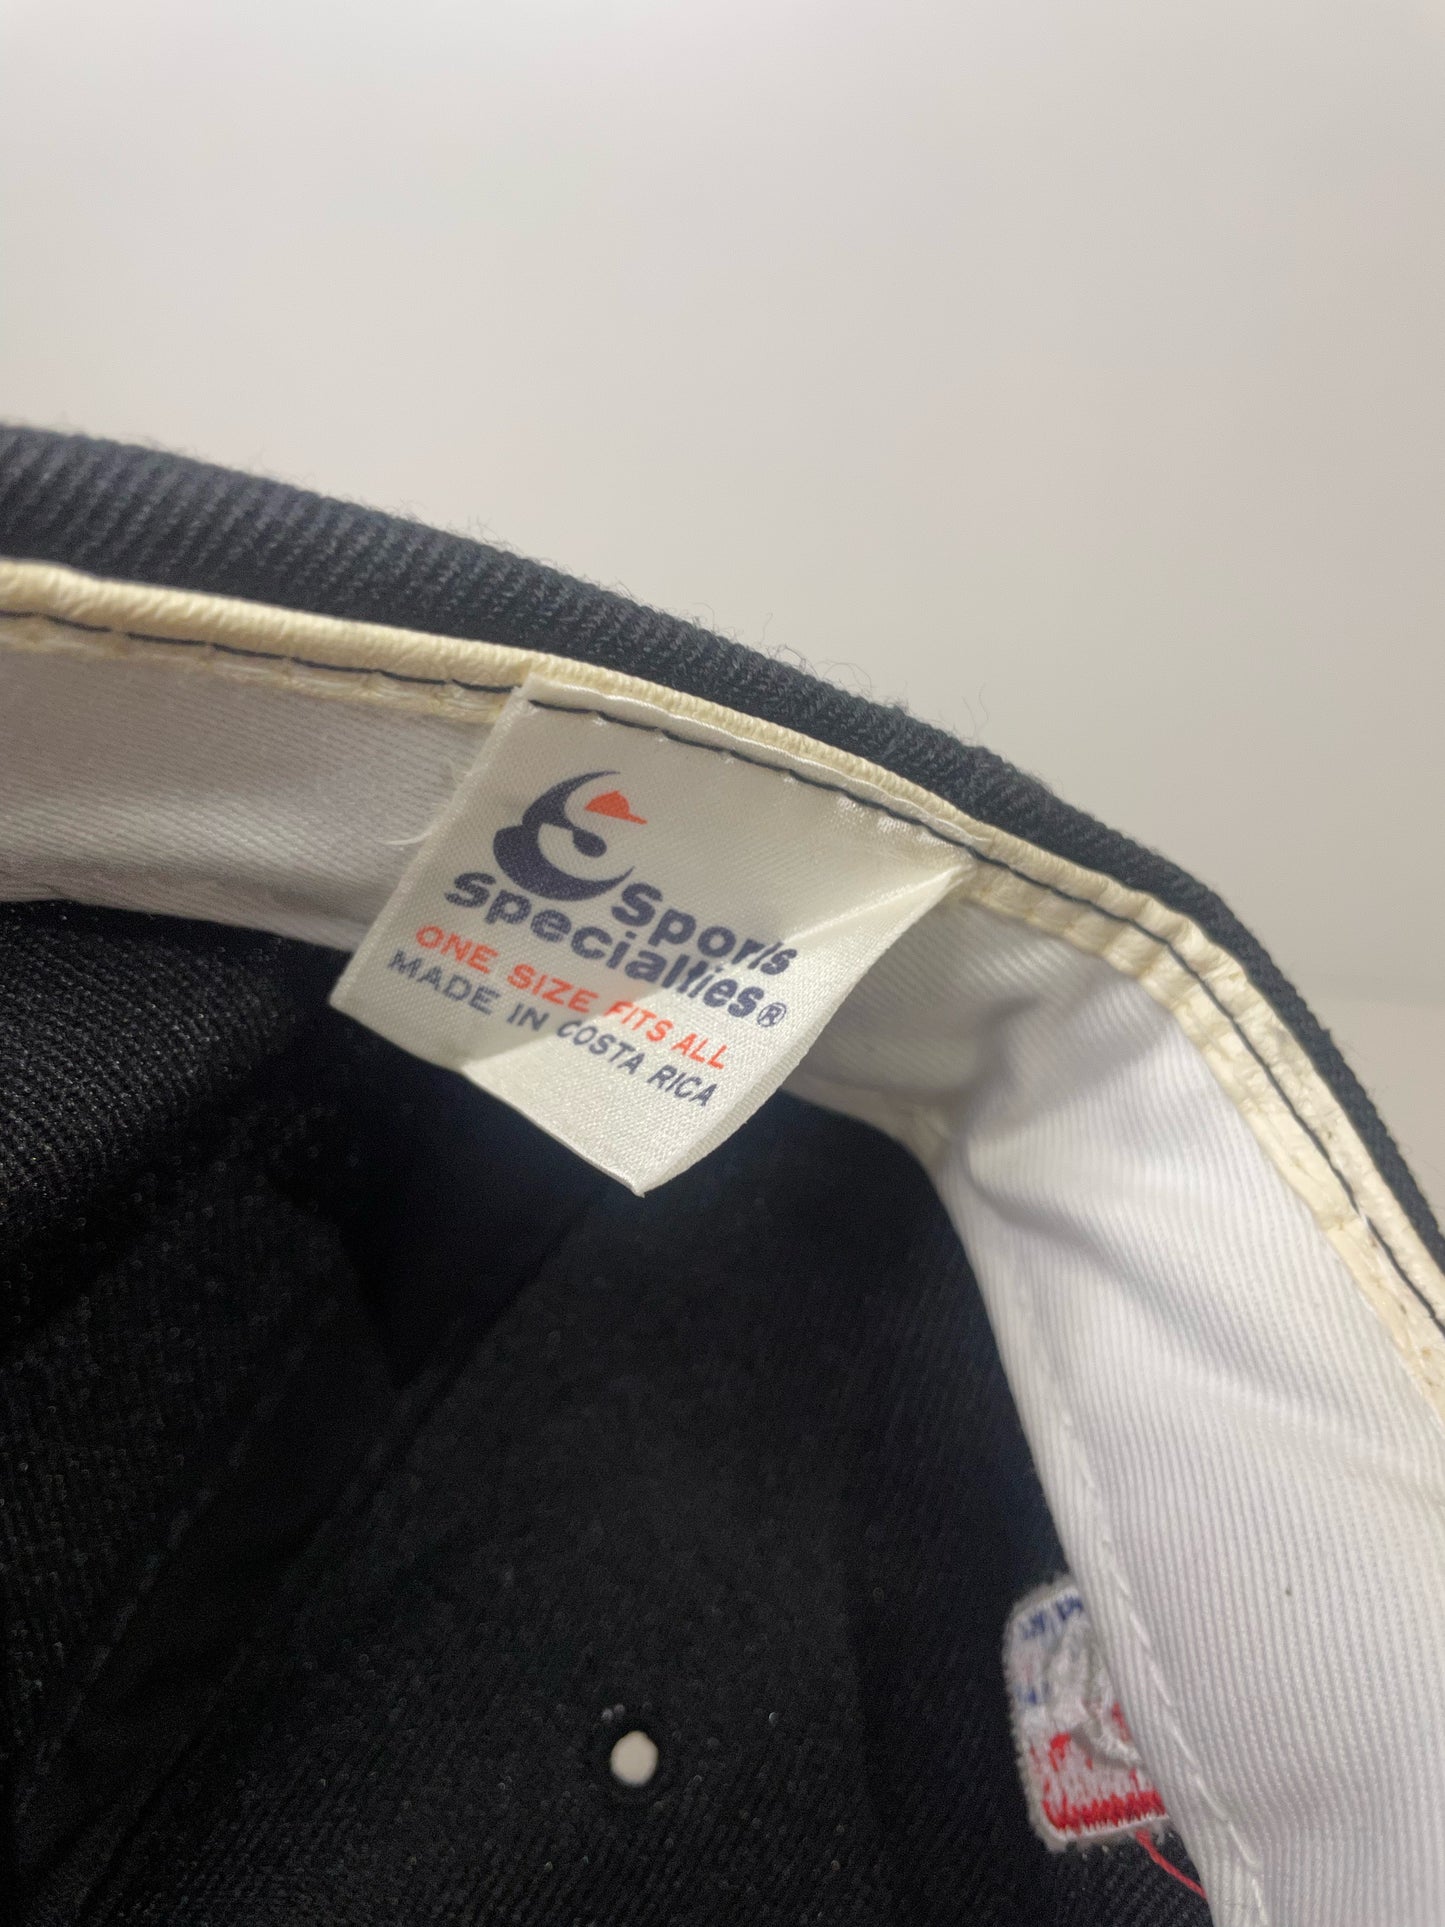 Sports
Specialties®
ONE SIZE FITS ALL
MADE IN COSTA RICA